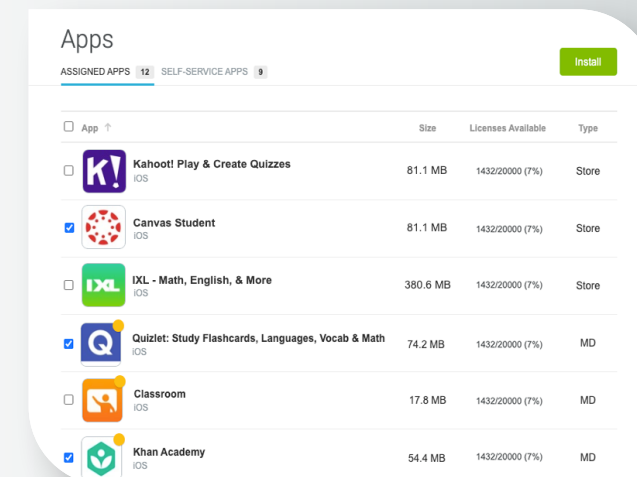 Apps
Install
ASSIGNED APPS 12 SELF-SERVICE APPS 9
App ↑ Size Licenses Available Type
K!
Kahoot! Play & Create Quizzes
iOS
81.1 MB 1432/20000 (7%) Store
Canvas Student
iOS
81.1 MB 1432/20000 (7%) Store
IXL
IXL - Math, English, & More
iOS
380.6 MB 1432/20000 (7%) Store
Q
Quizlet: Study Flashcards, Languages, Vocab & Math
iOS
74.2 MB 1432/20000 (7%) MD
Classroom
iOS
17.8 MB 1432/20000 (7%) MD
Khan Academy
iOS
54.4 MB 1432/20000 (7%) MD